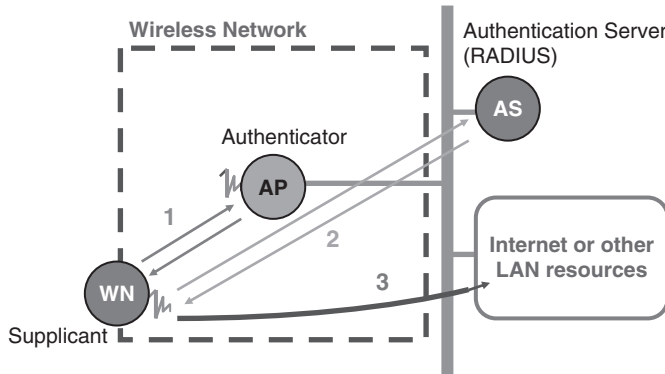 Wireless Network
Authentication Server
(RADIUS)
AS
Authenticator
AP
1
2
Internet or other
LAN resources
3
WN
Supplicant